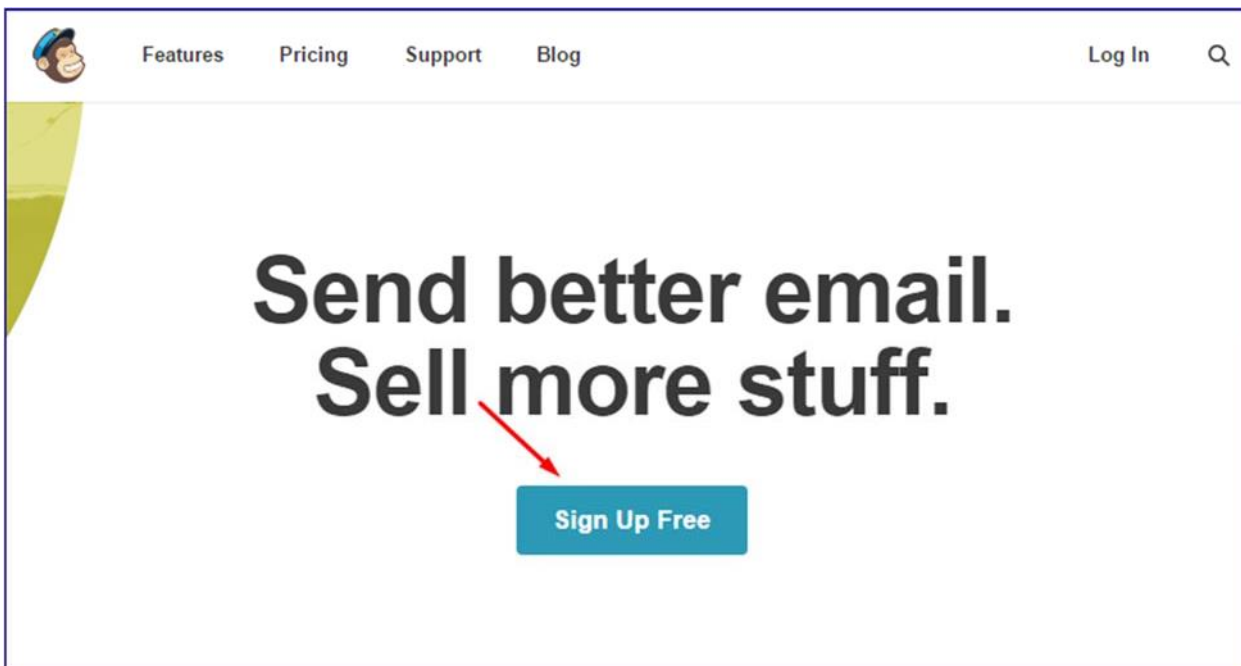 Features Pricing Support Blog Log In
Send better email.
Sell more stuff.
Sign Up Free